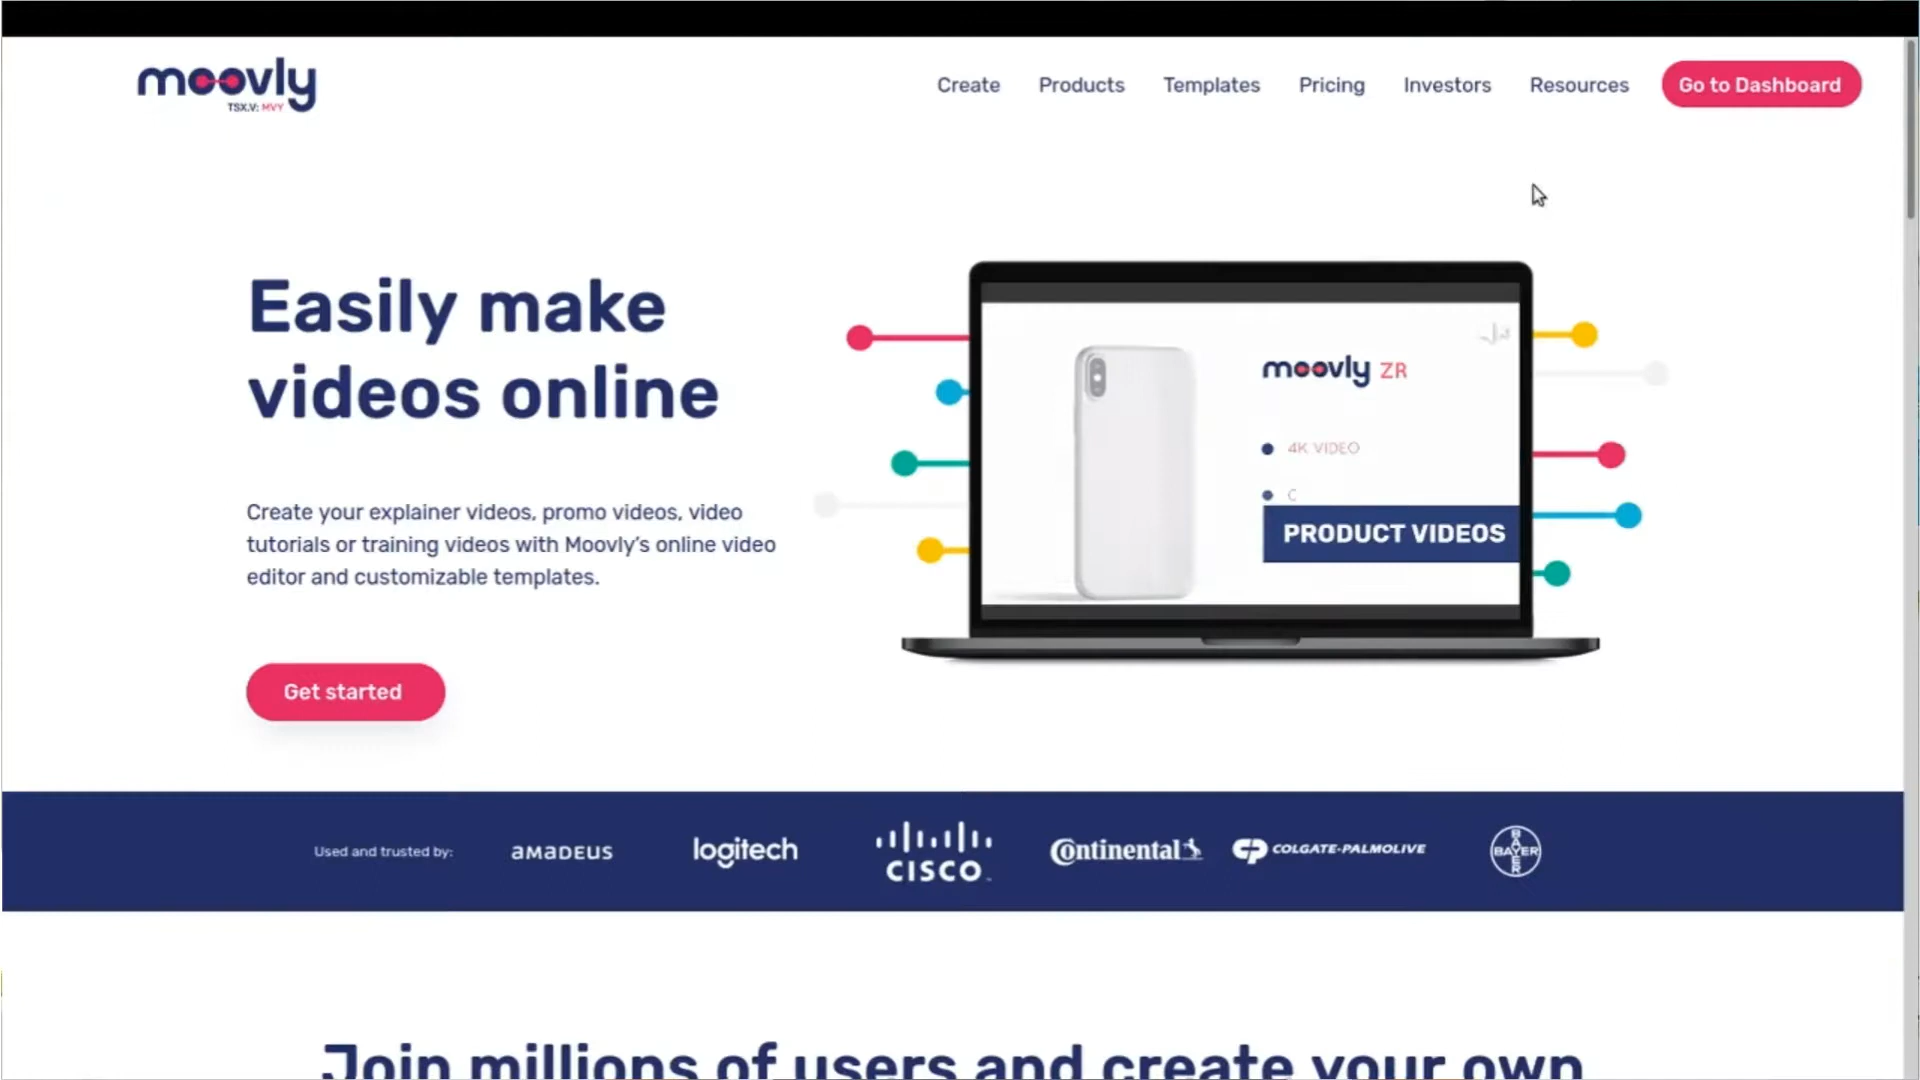 moovly
TSX.V: MVY
Create
Products
Templates
Pricing
Investors
Resources
Go to Dashboard
Easily make
videos online
Create your explainer videos, promo videos, video
tutorials or training videos with Moovly's online video
editor and customizable templates.
Get started
moovly ZR
4K VIDEO
C
PRODUCT VIDEOS
Used and trusted by:
amadeus
logitech
CISCO
Continental
CP COLGATE-PALMOLIVE
BAYER
BAYER
Join millions of users and create your own